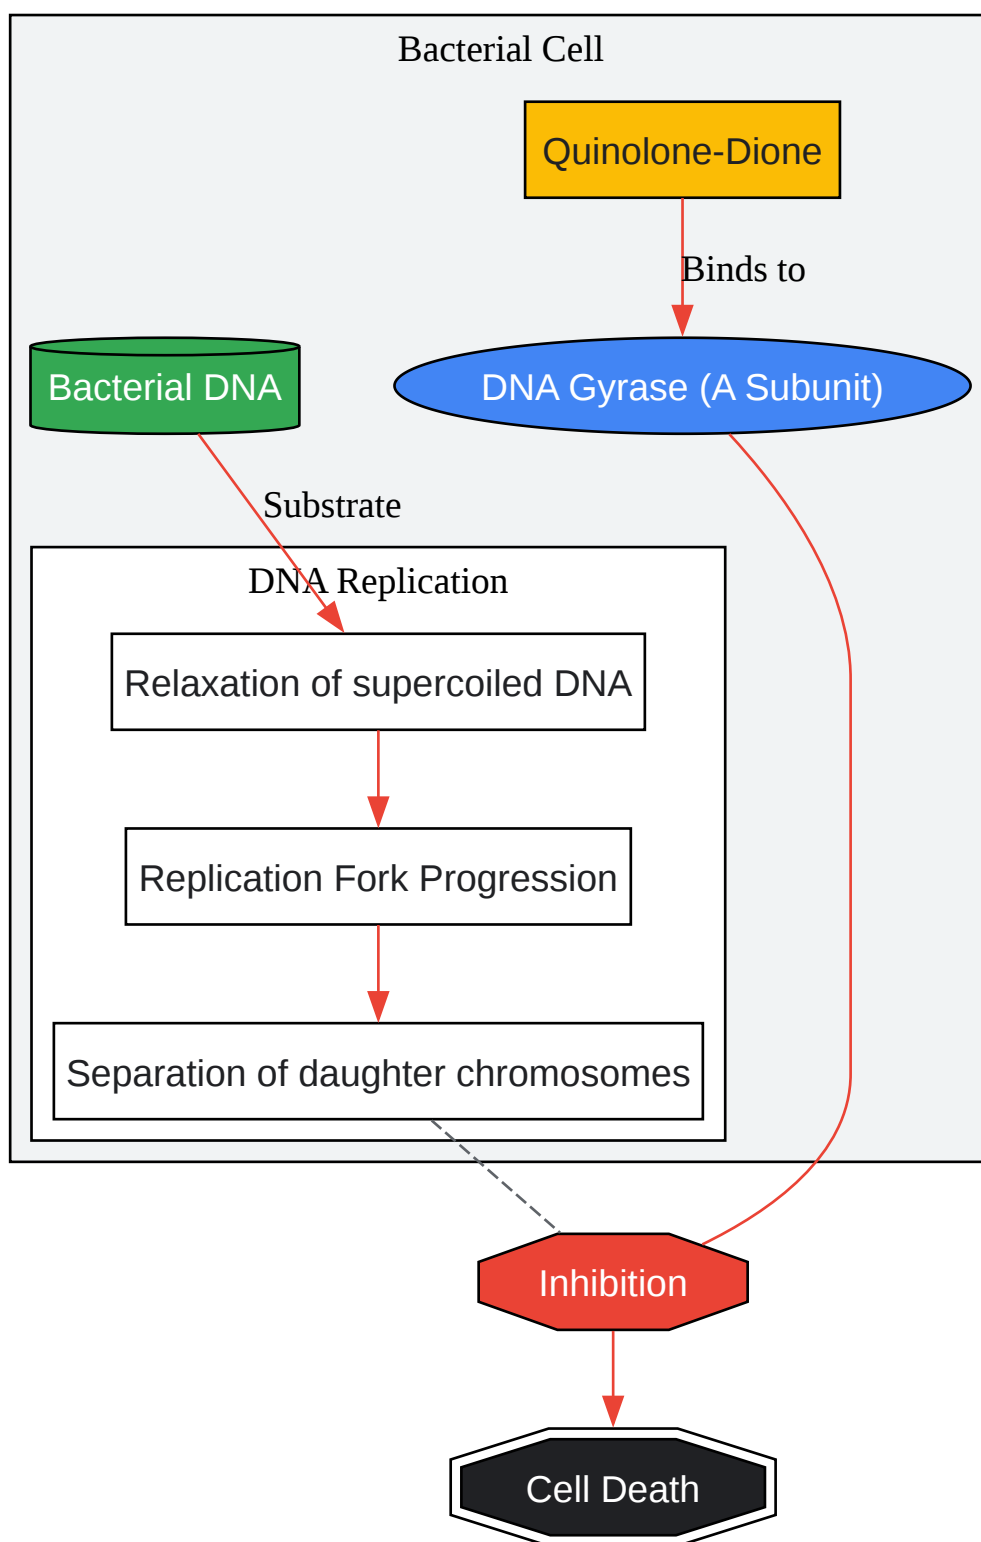 Bacterial Cell
Quinolone-Dione
Binds to
Bacterial DNA
DNA Gyrase (A Subunit)
Substrate
DNA Replication
Relaxation of supercoiled DNA
Replication Fork Progression
Separation of daughter chromosomes
Inhibition
Cell Death